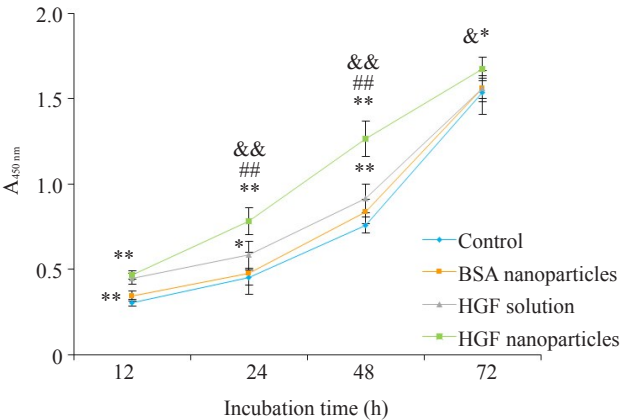 2.0
1.5
1.0
0.5
0
A450 nm
**
**
&&
##
**
*
&&
##
**
**
&*
Control
BSA nanoparticles
HGF solution
HGF nanoparticles
12 24 48 72
Incubation time (h)